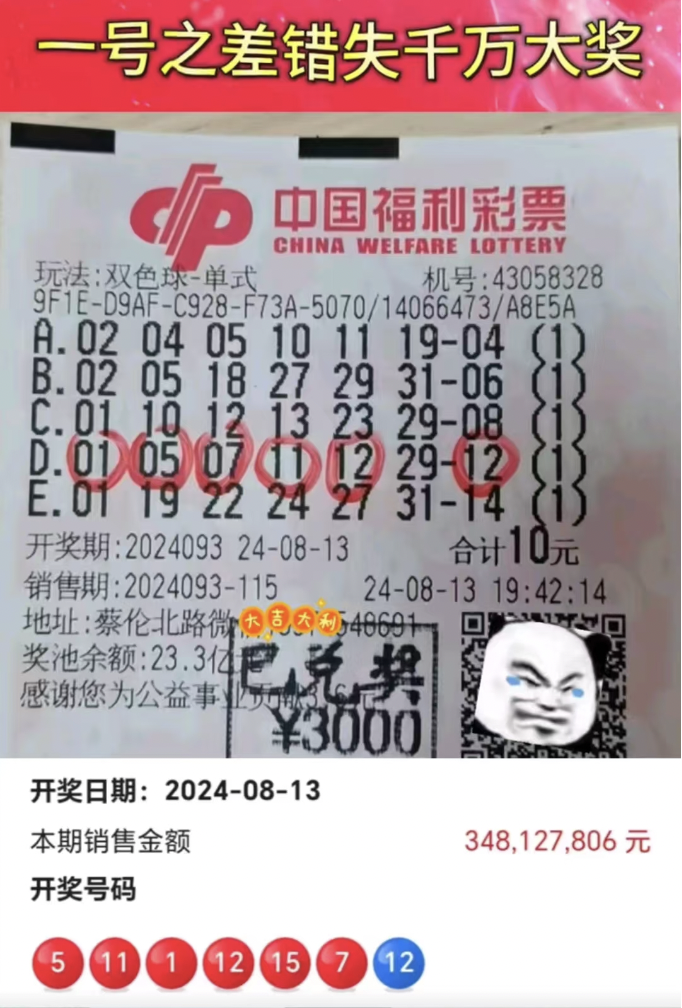 一号之差错失千万大奖
中国福利彩票
CHINA WELFARE LOTTERY
玩法:双色球-单式 机号:43058328
9F1E-D9AF-C928-F73A-5070/14066473/A8E5A
A.02 04 05 10 11 19-04 (1)
B.02 05 18 27 29 31-06 (1)
C.01 10 12 13 23 29-08 (1)
D.01 05 07 11 12 29-12 (1)
E.01 19 22 24 27 31-14 (1)
开奖期:2024093 24-08-13 合计10元
销售期:2024093-115 24-08-13 19:42:14
地址:蔡伦北路微 大吉大利 548691
奖池余额:23.3亿
已兑奖
感谢您为公益事业贡献3.6元
¥3000
开奖日期：2024-08-13
本期销售金额 348,127,806 元
开奖号码
5 11 1 12 15 7 12